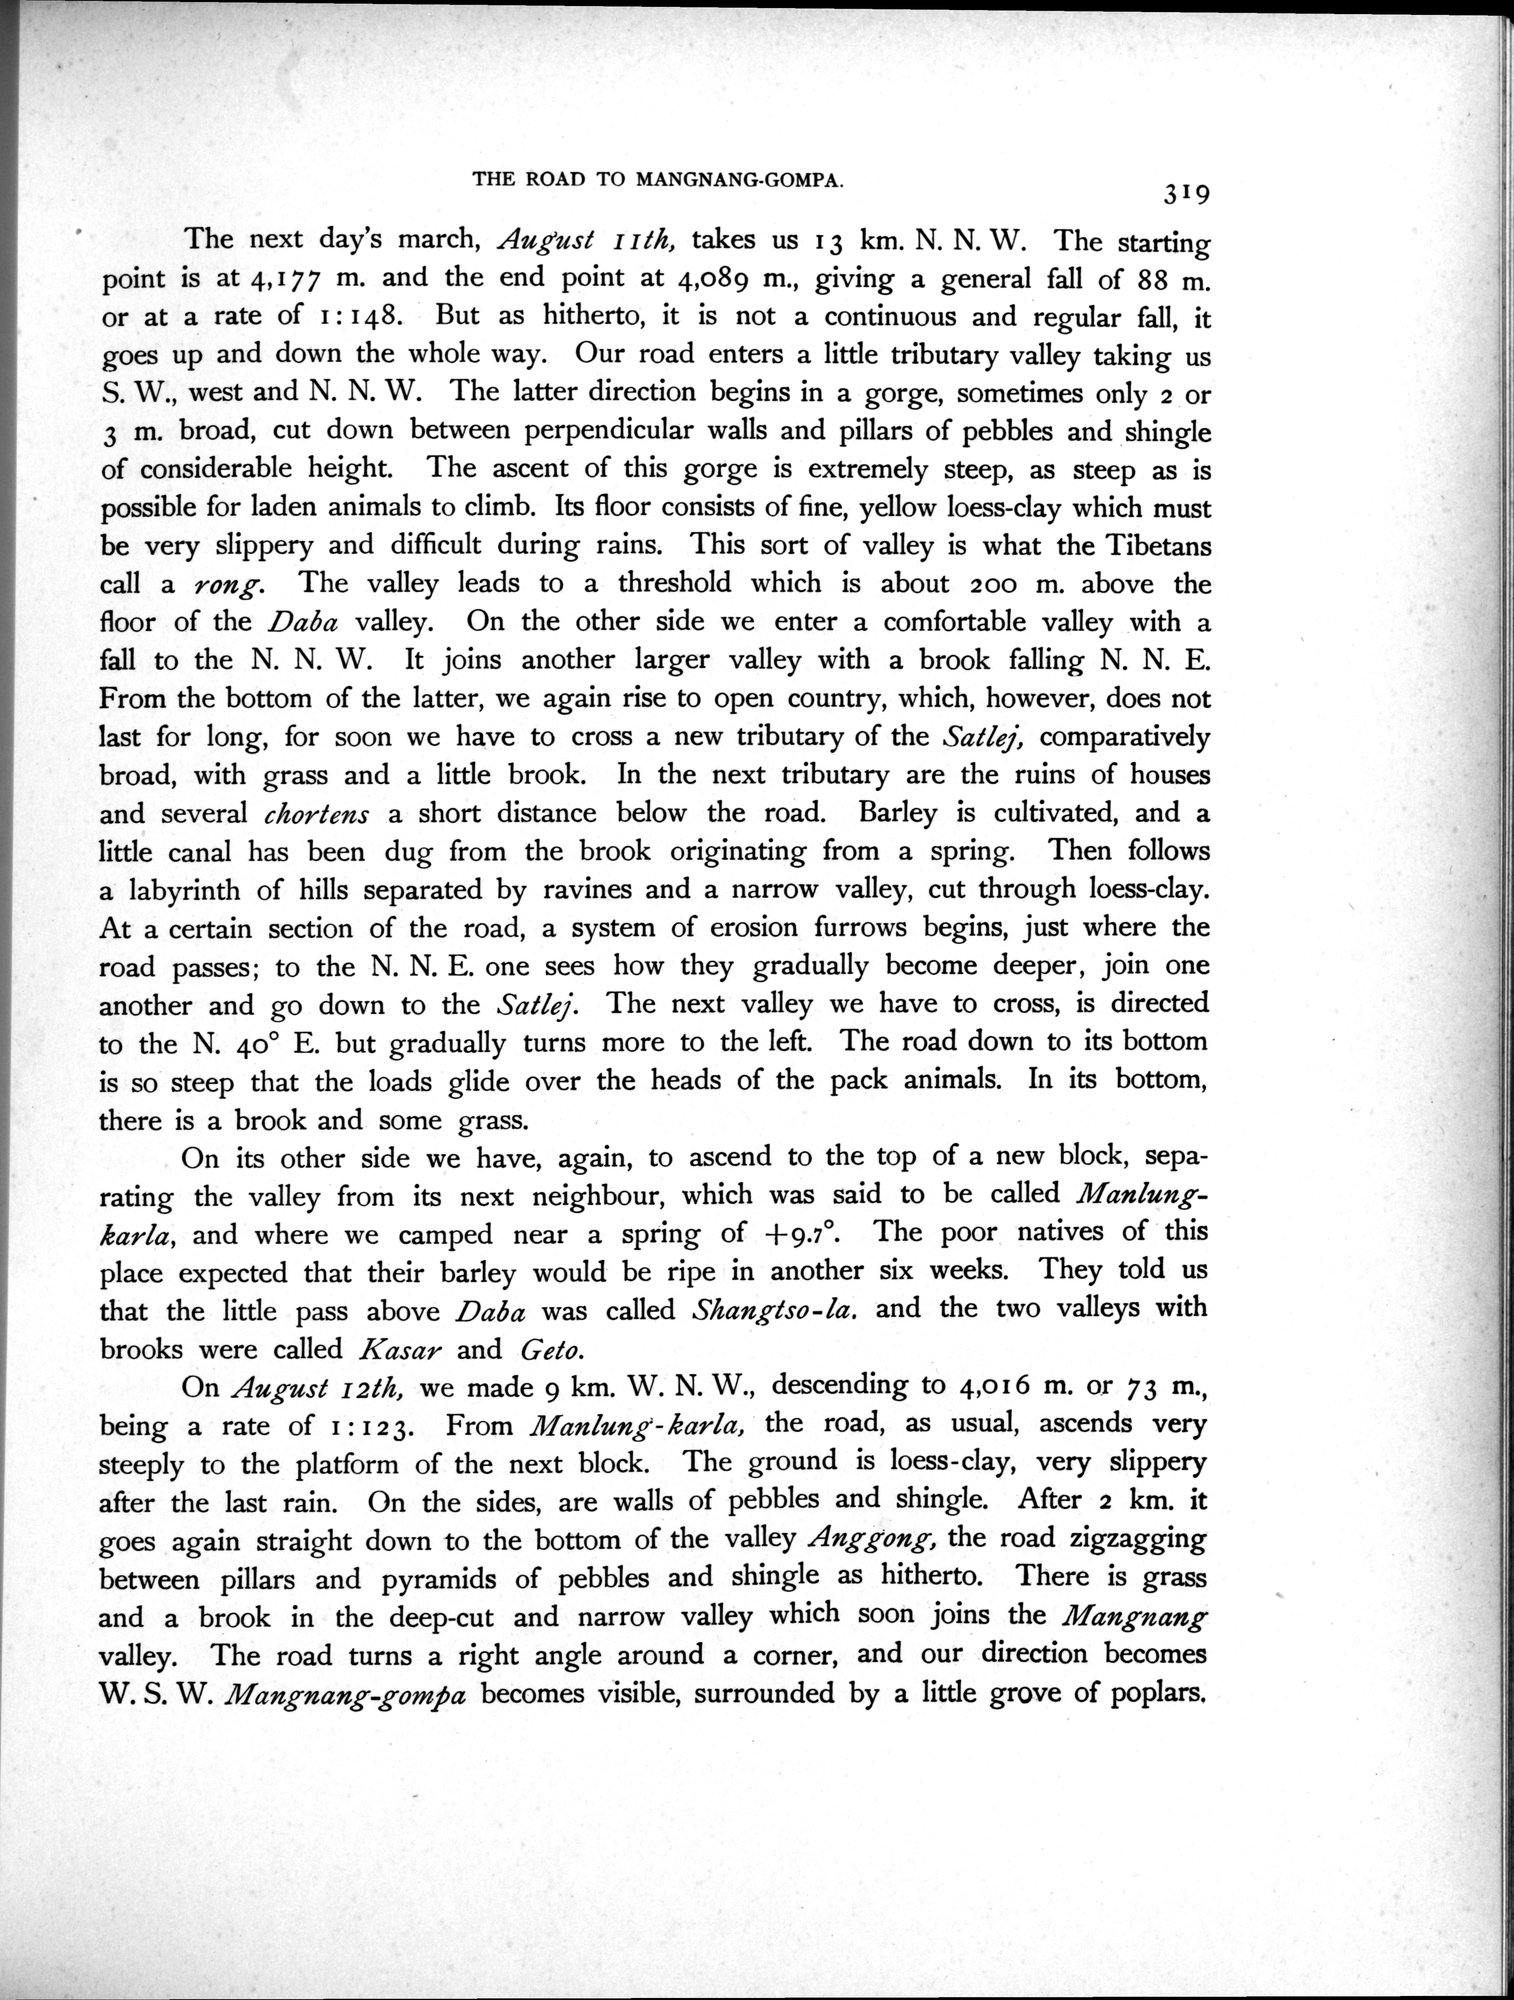 THE ROAD TO MANGNANG-GOMPA.
319
The next day's march, August 11th, takes us 13 km. N. N. W. The starting
point is at 4,177 m. and the end point at 4,089 m., giving a general fall of 88 m.
or at a rate of 1:148. But as hitherto, it is not a continuous and regular fall, it
goes up and down the whole way. Our road enters a little tributary valley taking us
S. W., west and N. N. W. The latter direction begins in a gorge, sometimes only 2 or
3 m. broad, cut down between perpendicular walls and pillars of pebbles and shingle
of considerable height. The ascent of this gorge is extremely steep, as steep as is
possible for laden animals to climb. Its floor consists of fine, yellow loess-clay which must
be very slippery and difficult during rains. This sort of valley is what the Tibetans
call a rong. The valley leads to a threshold which is about 200 m. above the
floor of the Daba valley. On the other side we enter a comfortable valley with a
fall to the N. N. W. It joins another larger valley with a brook falling N. N. E.
From the bottom of the latter, we again rise to open country, which, however, does not
last for long, for soon we have to cross a new tributary of the Satlej, comparatively
broad, with grass and a little brook. In the next tributary are the ruins of houses
and several chortens a short distance below the road. Barley is cultivated, and a
little canal has been dug from the brook originating from a spring. Then follows
a labyrinth of hills separated by ravines and a narrow valley, cut through loess-clay.
At a certain section of the road, a system of erosion furrows begins, just where the
road passes; to the N. N. E. one sees how they gradually become deeper, join one
another and go down to the Satlej. The next valley we have to cross, is directed
to the N. 40° E. but gradually turns more to the left. The road down to its bottom
is so steep that the loads glide over the heads of the pack animals. In its bottom,
there is a brook and some grass.
On its other side we have, again, to ascend to the top of a new block, sepa-
rating the valley from its next neighbour, which was said to be called Manlung-
karla, and where we camped near a spring of +9.7°. The poor natives of this
place expected that their barley would be ripe in another six weeks. They told us
that the little pass above Daba was called Shangtso-la. and the two valleys with
brooks were called Kasar and Geto.
On August 12th, we made 9 km. W. N. W., descending to 4,016 m. or 73 m.,
being a rate of 1:123. From Manlung-karla, the road, as usual, ascends very
steeply to the platform of the next block. The ground is loess-clay, very slippery
after the last rain. On the sides, are walls of pebbles and shingle. After 2 km. it
goes again straight down to the bottom of the valley Anggong, the road zigzagging
between pillars and pyramids of pebbles and shingle as hitherto. There is grass
and a brook in the deep-cut and narrow valley which soon joins the Mangnang
valley. The road turns a right angle around a corner, and our direction becomes
W. S. W. Mangnang-gompa becomes visible, surrounded by a little grove of poplars.